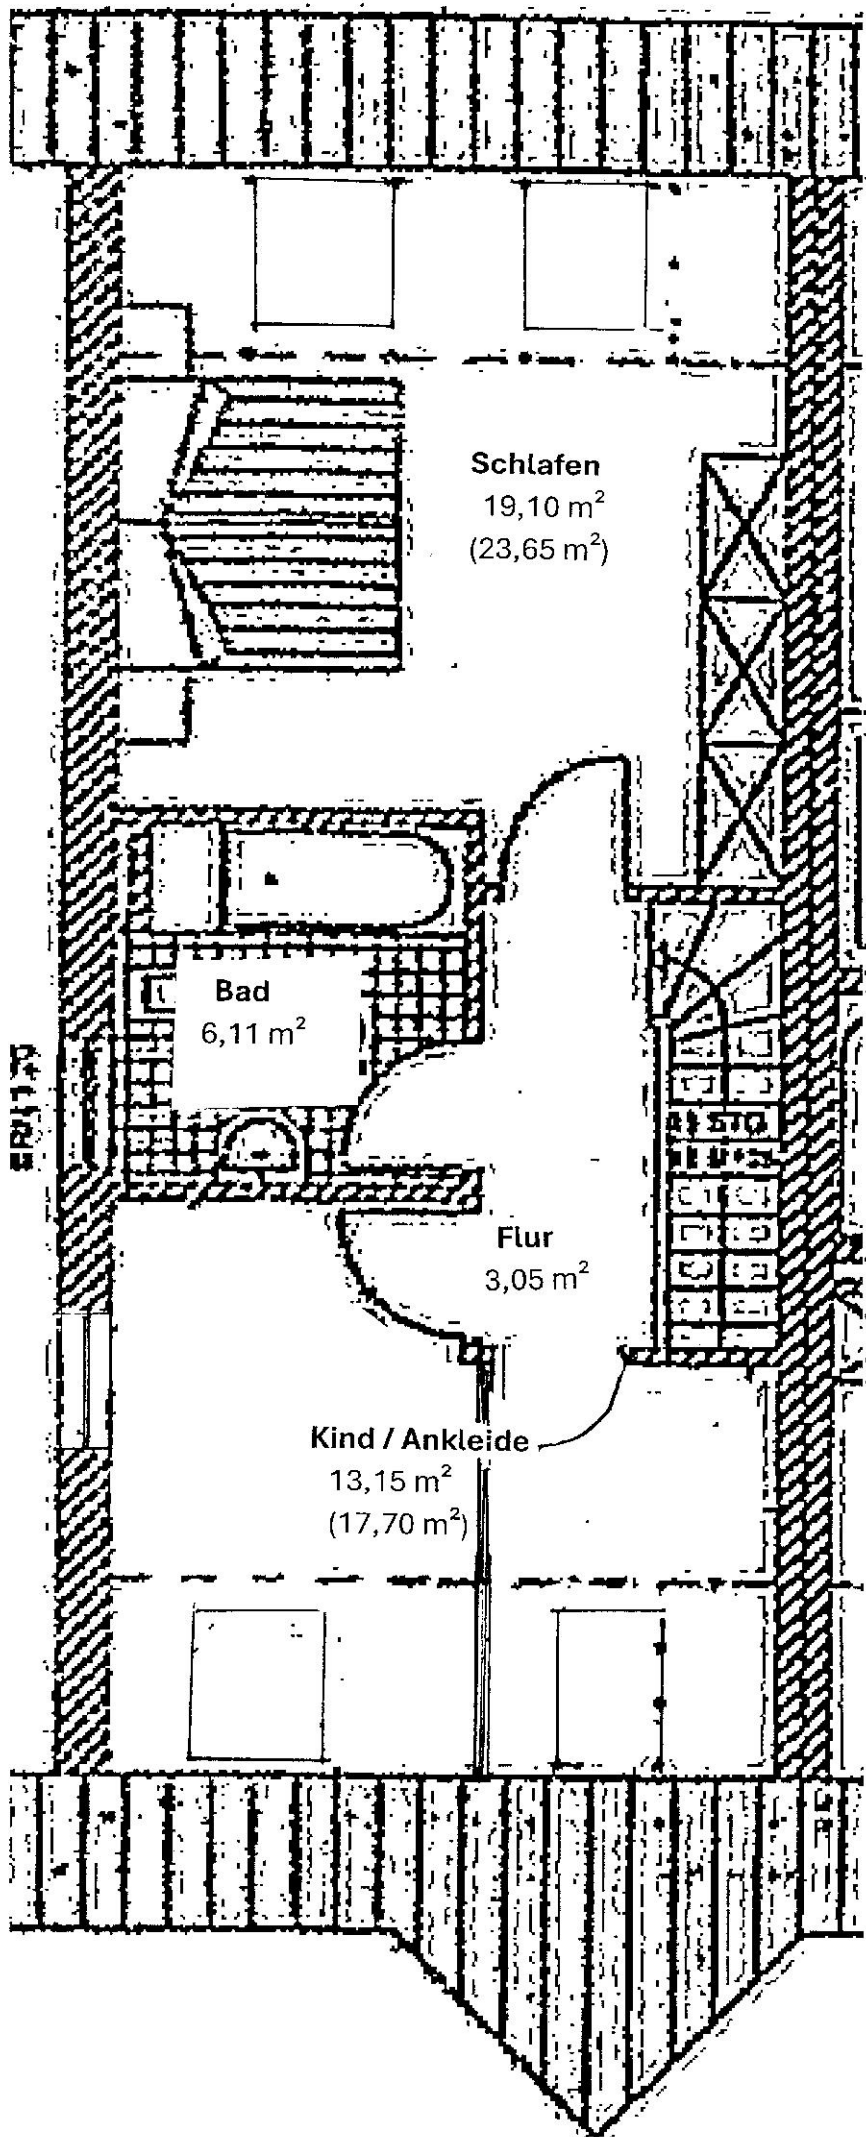 Schlafen
19,10 m²
(23,65 m²)
Bad
6,11 m²
Flur
3,05 m²
Kind / Ankleide
13,15 m²
(17,70 m²)